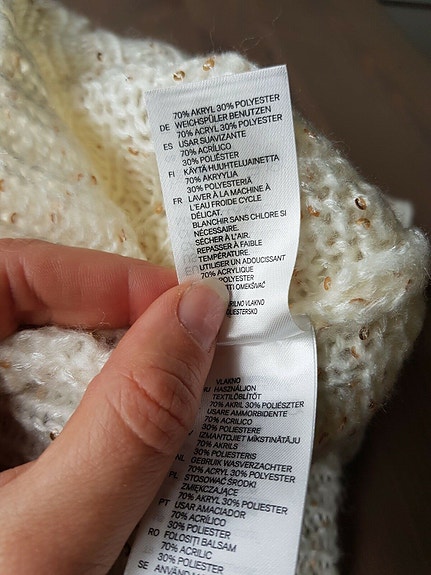 70% AKRYL 30% POLYESTER
DE WEICHSPÜLER BENUTZEN
70% ACRYL 30% POLYESTER
ES USAR SUAVIZANTE
70% ACRÍLICO
30% POLIÉSTER
FI KÄYTÄ HUUHTELUAINETTA
70% AKRYYLIA
30% POLYESTERIÄ
FR LAVER À LA MACHINE À
L'EAU FROIDE CYCLE
DÉLICAT.
BLANCHIR SANS CHLORE SI
NÉCESSAIRE.
SÉCHER À L'AIR.
REPASSER À FAIBLE
TEMPÉRATURE.
UTILISER UN ADOUCISSANT
70% ACRYLIQUE
POLYESTER
OMEKŠIVAČ
VLAKNO
VLAKNO
HU HASZNÁLJON
TEXTILÖBLÍTŐT
70% AKRIL 30% POLIÉSZTER
USARE AMMORBIDENTE
70% ACRILICO
30% POLIESTERE
IZMANTOJIET MĪKSTINĀTĀJU
70% AKRILS
30% POLIESTERIS
NL GEBRUIK WASVERZACHTER
70% ACRYL 30% POLYESTER
PL STOSOWAĆ ŚRODKI
ZMIĘKCZAJĄCE
70% AKRYL 30% POLIESTER
PT USAR AMACIADOR
70% ACRÍLICO
30% POLIÉSTER
RO FOLOSIȚI BALSAM
70% ACRILIC
30% POLIESTER
SE